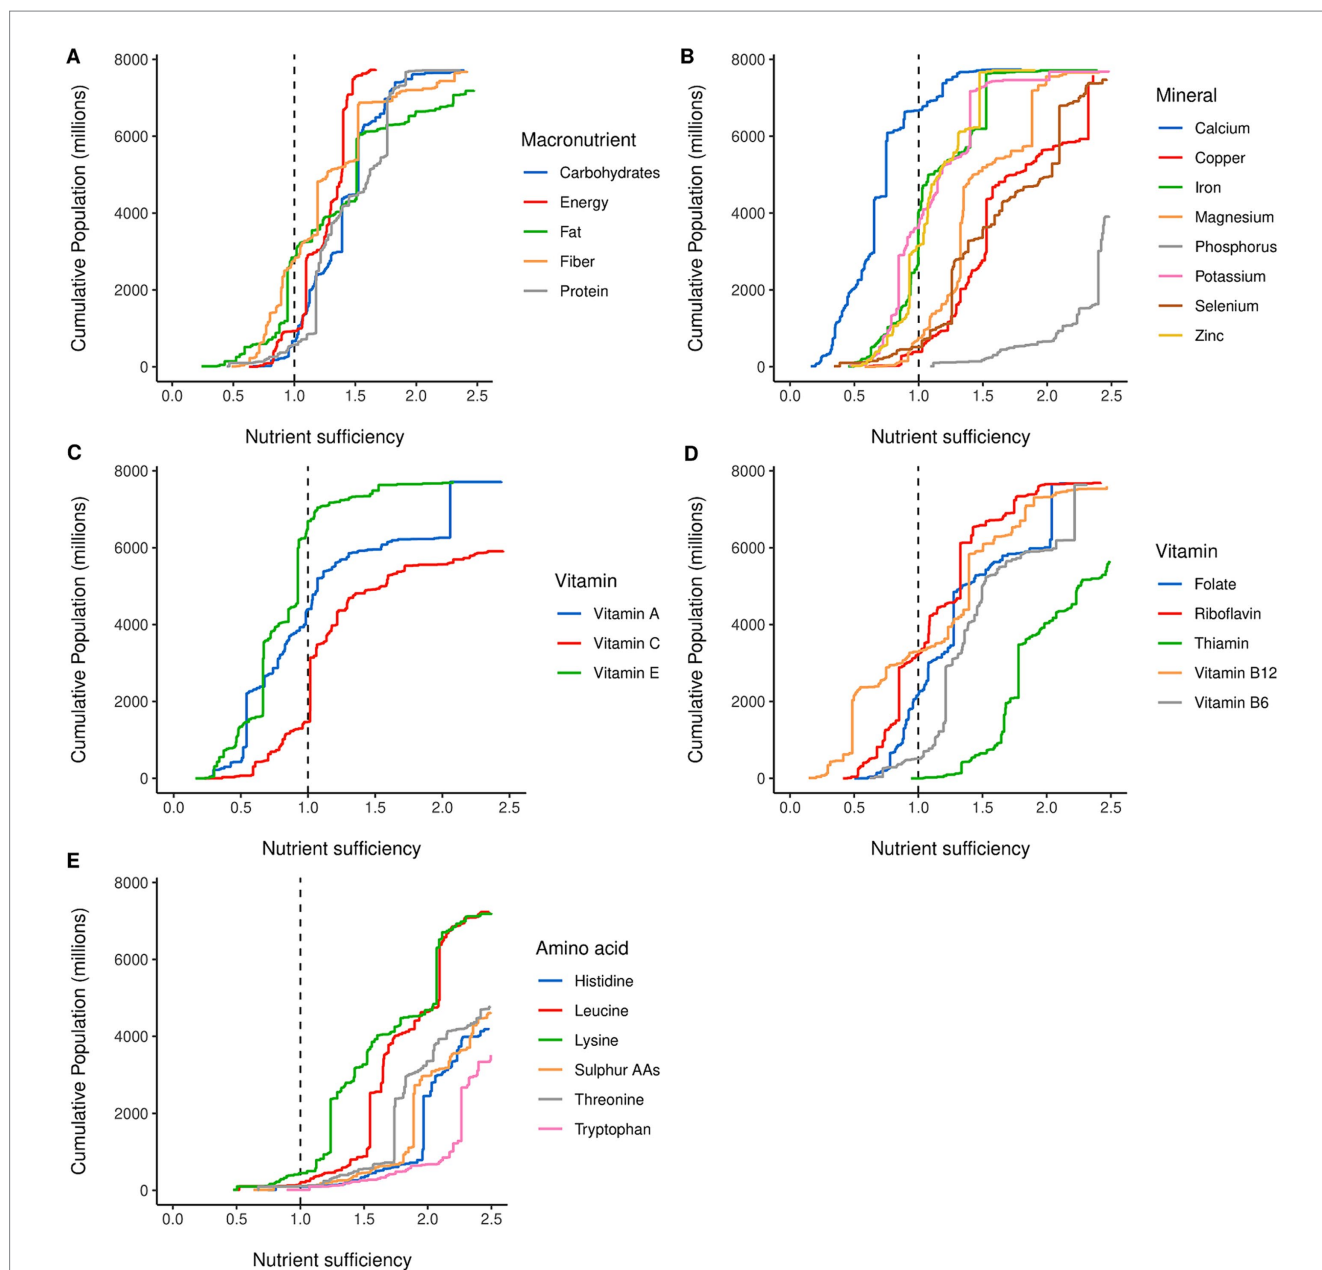 A
Cumulative Population (millions)
8000
6000
4000
2000
0
0.0 0.5 1.0 1.5 2.0 2.5
Nutrient sufficiency
Macronutrient
Carbohydrates
Energy
Fat
Fiber
Protein
B
Cumulative Population (millions)
8000
6000
4000
2000
0
0.0 0.5 1.0 1.5 2.0 2.5
Nutrient sufficiency
Mineral
Calcium
Copper
Iron
Magnesium
Phosphorus
Potassium
Selenium
Zinc
C
Cumulative Population (millions)
8000
6000
4000
2000
0
0.0 0.5 1.0 1.5 2.0 2.5
Nutrient sufficiency
Vitamin
Vitamin A
Vitamin C
Vitamin E
D
Cumulative Population (millions)
8000
6000
4000
2000
0
0.0 0.5 1.0 1.5 2.0 2.5
Nutrient sufficiency
Vitamin
Folate
Riboflavin
Thiamin
Vitamin B12
Vitamin B6
E
Cumulative Population (millions)
8000
6000
4000
2000
0
0.0 0.5 1.0 1.5 2.0 2.5
Nutrient sufficiency
Amino acid
Histidine
Leucine
Lysine
Sulphur AAs
Threonine
Tryptophan